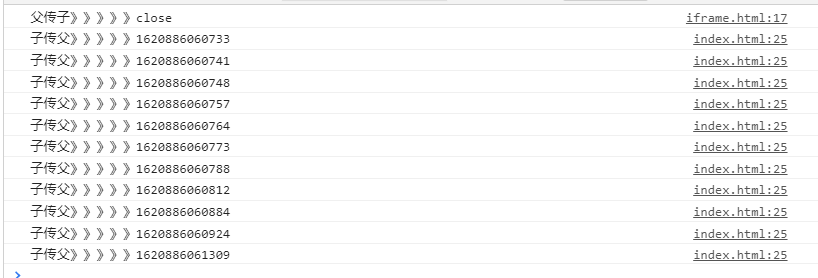 父传子》》》》》close iframe.html:17
子传父》》》》》1620886060733 index.html:25
子传父》》》》》1620886060741 index.html:25
子传父》》》》》1620886060748 index.html:25
子传父》》》》》1620886060757 index.html:25
子传父》》》》》1620886060764 index.html:25
子传父》》》》》1620886060773 index.html:25
子传父》》》》》1620886060788 index.html:25
子传父》》》》》1620886060812 index.html:25
子传父》》》》》1620886060884 index.html:25
子传父》》》》》1620886060924 index.html:25
子传父》》》》》1620886061309 index.html:25